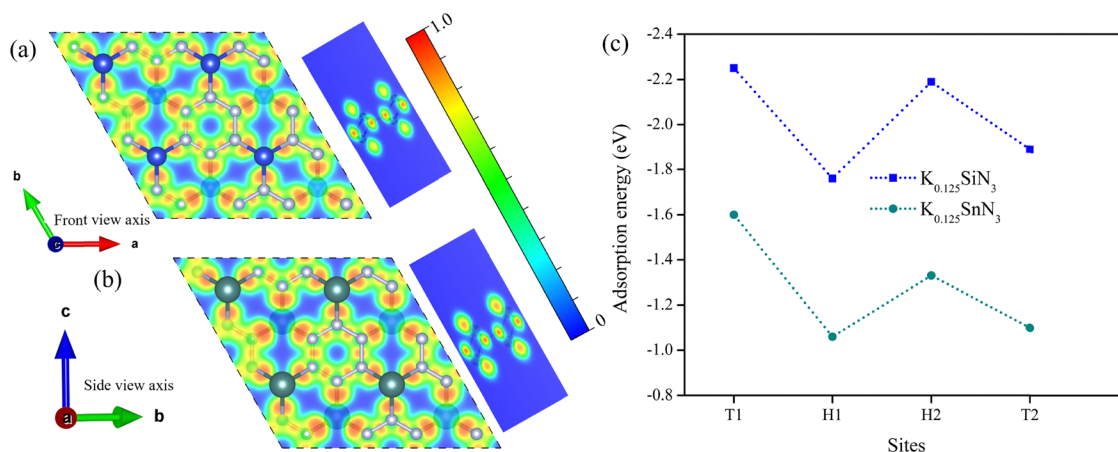 (a)
1.0
0
b
c
a
Front view axis
(b)
c
a
b
Side view axis
(c)
Adsorption energy (eV)
-2.4
-2.2
-2.0
-1.8
-1.6
-1.4
-1.2
-1.0
-0.8
K0.125SiN3
K0.125SnN3
T1 H1 H2 T2
Sites